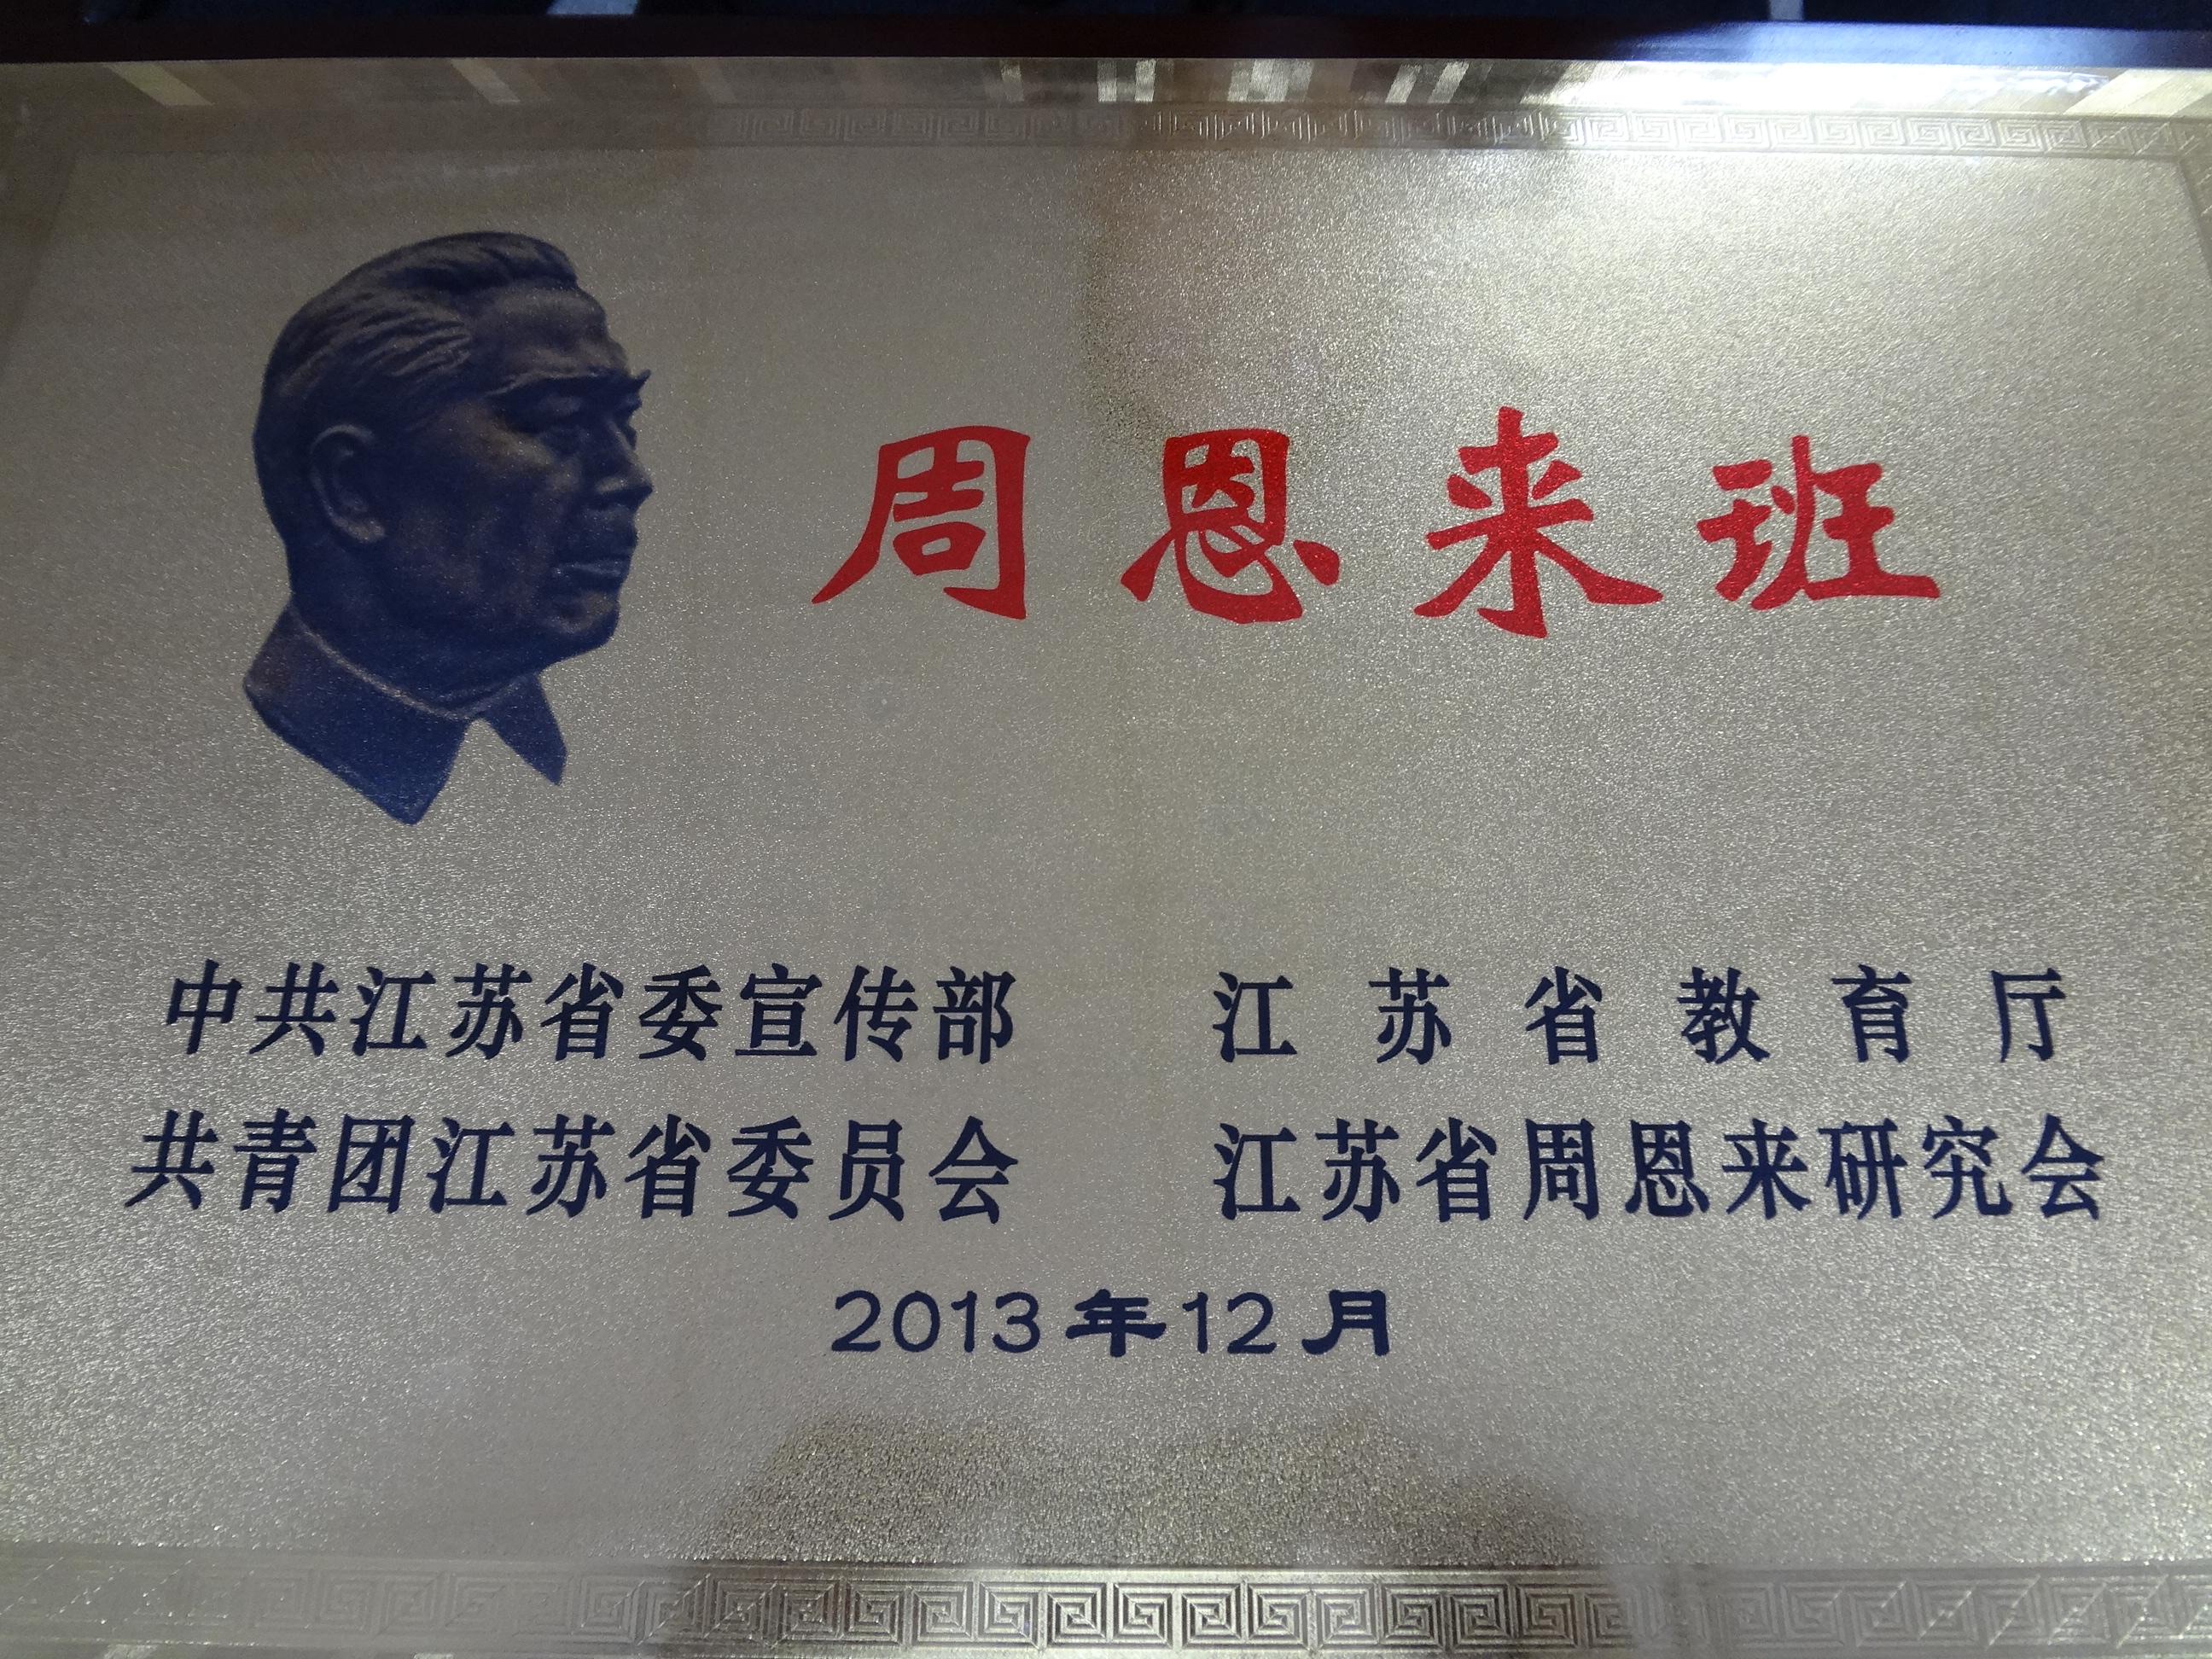 周恩来班
中共江苏省委宣传部 江苏省教育厅
共青团江苏省委员会 江苏省周恩来研究会
2013年12月